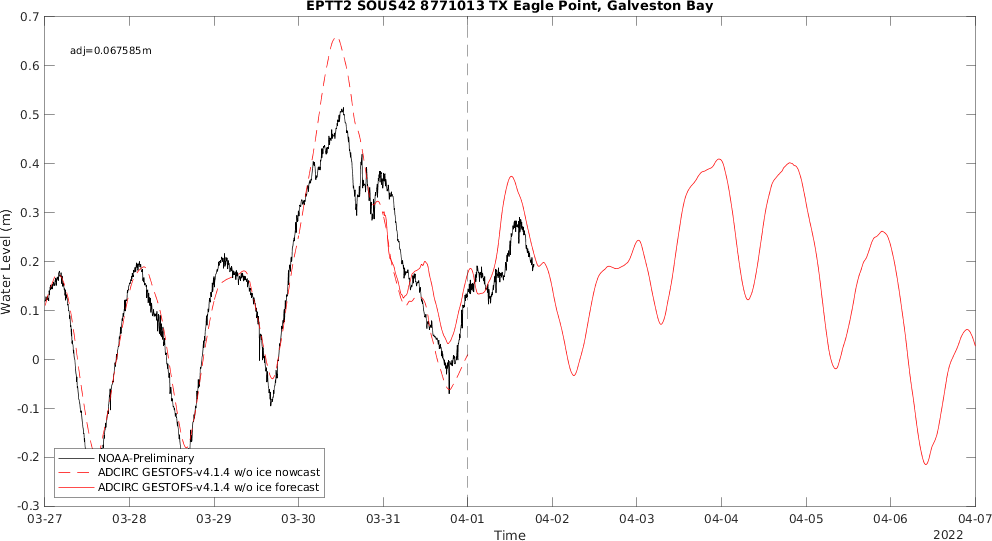 EPTT2 SOUS42 8771013 TX Eagle Point, Galveston Bay
adj=0.067585m
Water Level (m)
0.7
0.6
0.5
0.4
0.3
0.2
0.1
0
-0.1
-0.2
-0.3
NOAA-Preliminary
ADCIRC GESTOFS-v4.1.4 w/o ice nowcast
ADCIRC GESTOFS-v4.1.4 w/o ice forecast
03-27 03-28 03-29 03-30 03-31 04-01 04-02 04-03 04-04 04-05 04-06 04-07
Time
2022